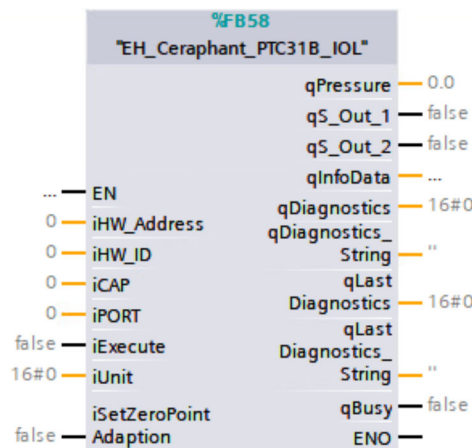 %FB58
"EH_Ceraphant_PTC31B_IOL"
qPressure 0.0
qS_Out_1 false
qS_Out_2 false
qInfoData ...
... EN
qDiagnostics 16#0
0 iHW_Address
qDiagnostics_
String ''
0 iHW_ID
0 iCAP
qLast
Diagnostics 16#0
0 iPORT
qLast
Diagnostics_
String ''
false iExecute
16#0 iUnit
qBusy false
iSetZeroPoint
false Adaption
ENO